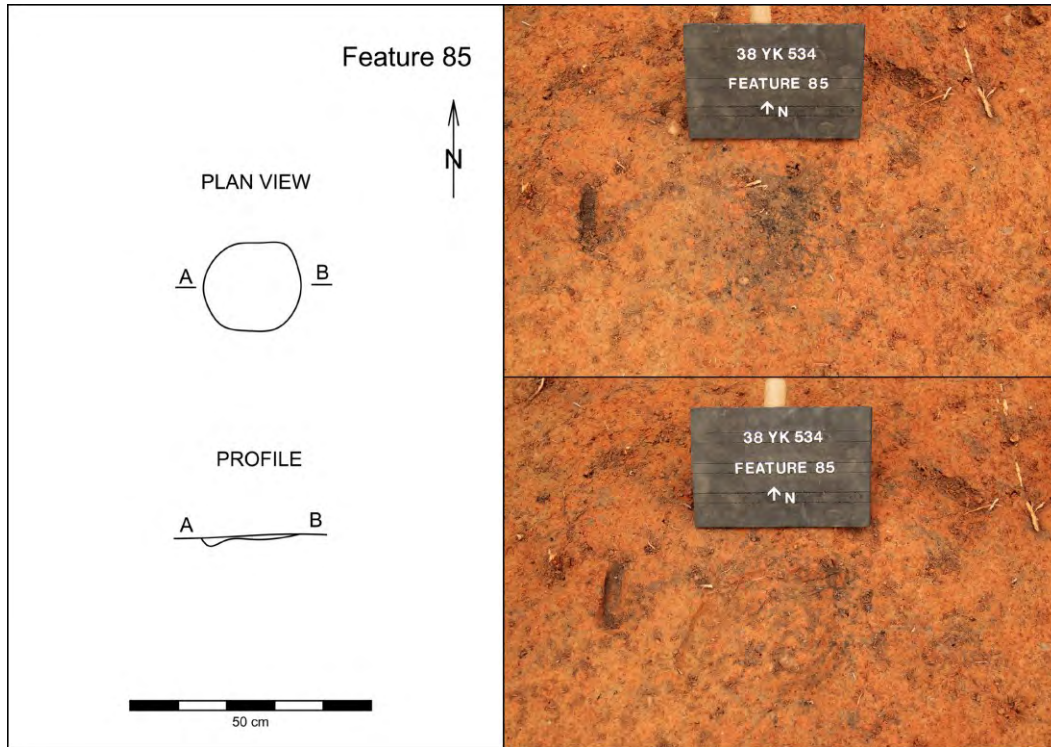 Feature 85
N
PLAN VIEW
A B
PROFILE
A B
50 cm
38 YK 534
FEATURE 85
↑ N
38 YK 534
FEATURE 85
↑ N